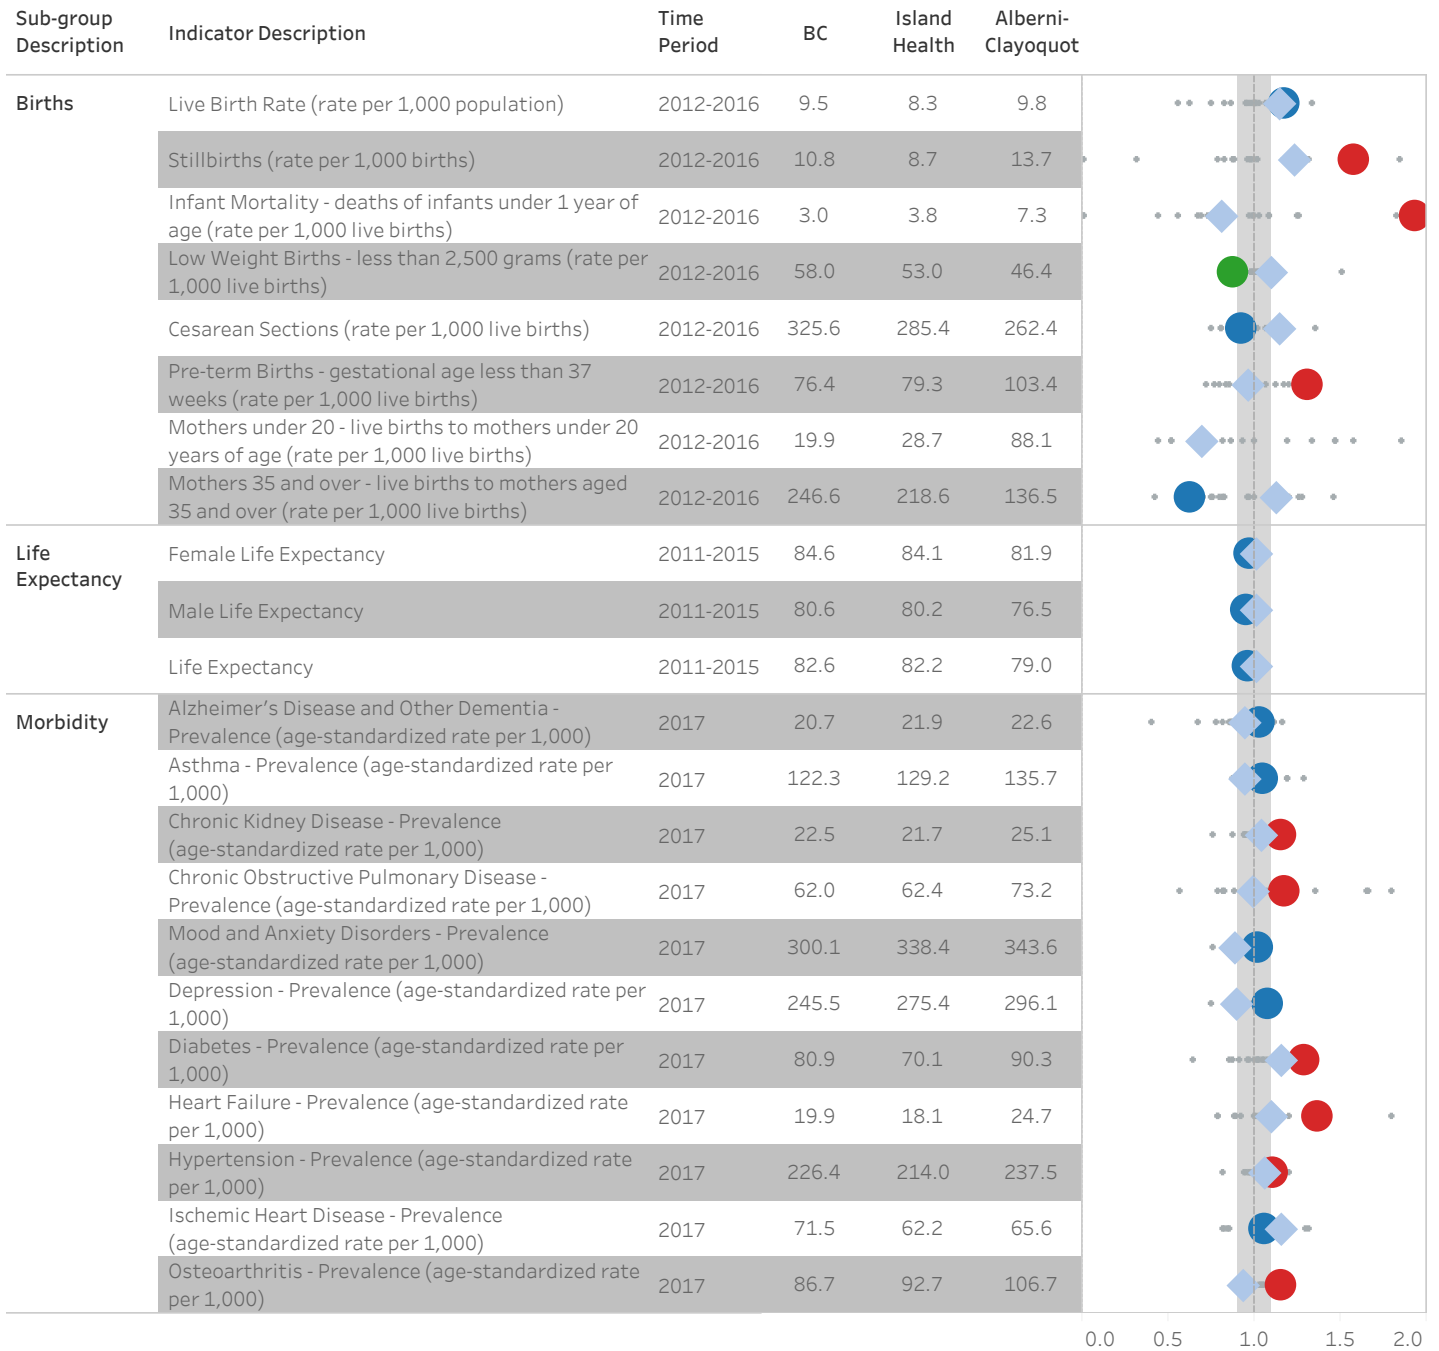 Sub-group Description
Indicator Description
Time Period
BC
Island Health
Alberni-Clayoquot
Births
Live Birth Rate (rate per 1,000 population) 2012-2016 9.5 8.3 9.8
Stillbirths (rate per 1,000 births) 2012-2016 10.8 8.7 13.7
Infant Mortality - deaths of infants under 1 year of
age (rate per 1,000 live births) 2012-2016 3.0 3.8 7.3
Low Weight Births - less than 2,500 grams (rate per
1,000 live births) 2012-2016 58.0 53.0 46.4
Cesarean Sections (rate per 1,000 live births) 2012-2016 325.6 285.4 262.4
Pre-term Births - gestational age less than 37
weeks (rate per 1,000 live births) 2012-2016 76.4 79.3 103.4
Mothers under 20 - live births to mothers under 20
years of age (rate per 1,000 live births) 2012-2016 19.9 28.7 88.1
Mothers 35 and over - live births to mothers aged
35 and over (rate per 1,000 live births) 2012-2016 246.6 218.6 136.5
Life
Expectancy
Female Life Expectancy 2011-2015 84.6 84.1 81.9
Male Life Expectancy 2011-2015 80.6 80.2 76.5
Life Expectancy 2011-2015 82.6 82.2 79.0
Morbidity
Alzheimer's Disease and Other Dementia -
Prevalence (age-standardized rate per 1,000) 2017 20.7 21.9 22.6
Asthma - Prevalence (age-standardized rate per
1,000) 2017 122.3 129.2 135.7
Chronic Kidney Disease - Prevalence
(age-standardized rate per 1,000) 2017 22.5 21.7 25.1
Chronic Obstructive Pulmonary Disease -
Prevalence (age-standardized rate per 1,000) 2017 62.0 62.4 73.2
Mood and Anxiety Disorders - Prevalence
(age-standardized rate per 1,000) 2017 300.1 338.4 343.6
Depression - Prevalence (age-standardized rate per
1,000) 2017 245.5 275.4 296.1
Diabetes - Prevalence (age-standardized rate per
1,000) 2017 80.9 70.1 90.3
Heart Failure - Prevalence (age-standardized rate
per 1,000) 2017 19.9 18.1 24.7
Hypertension - Prevalence (age-standardized rate
per 1,000) 2017 226.4 214.0 237.5
Ischemic Heart Disease - Prevalence
(age-standardized rate per 1,000) 2017 71.5 62.2 65.6
Osteoarthritis - Prevalence (age-standardized rate
per 1,000) 2017 86.7 92.7 106.7
0.0 0.5 1.0 1.5 2.0